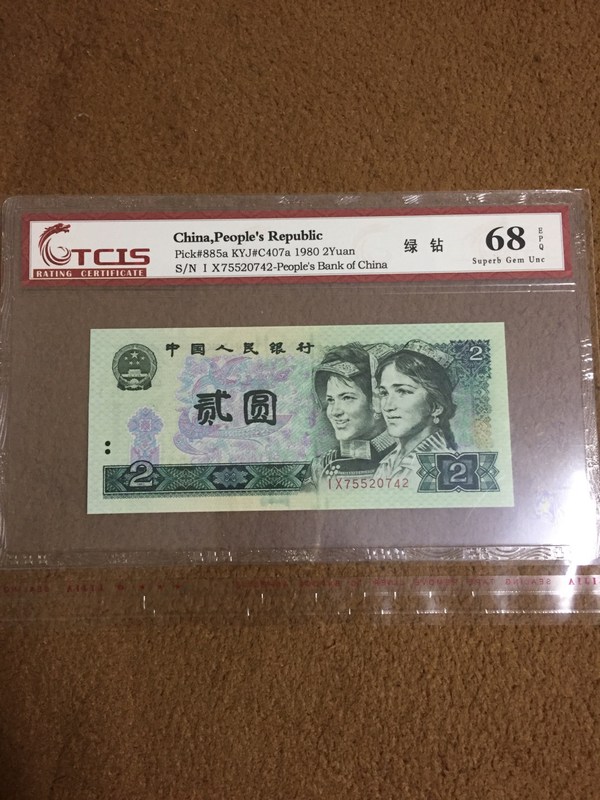 TCIS
RATING CERTIFICATE
China,People's Republic
Pick#885a KYJ#C407a 1980 2Yuan
S/N I X75520742-People's Bank of China
绿 钻
68
EPQ
Superb Gem Unc
中国人民银行
2
贰圆
2
IX75520742
2